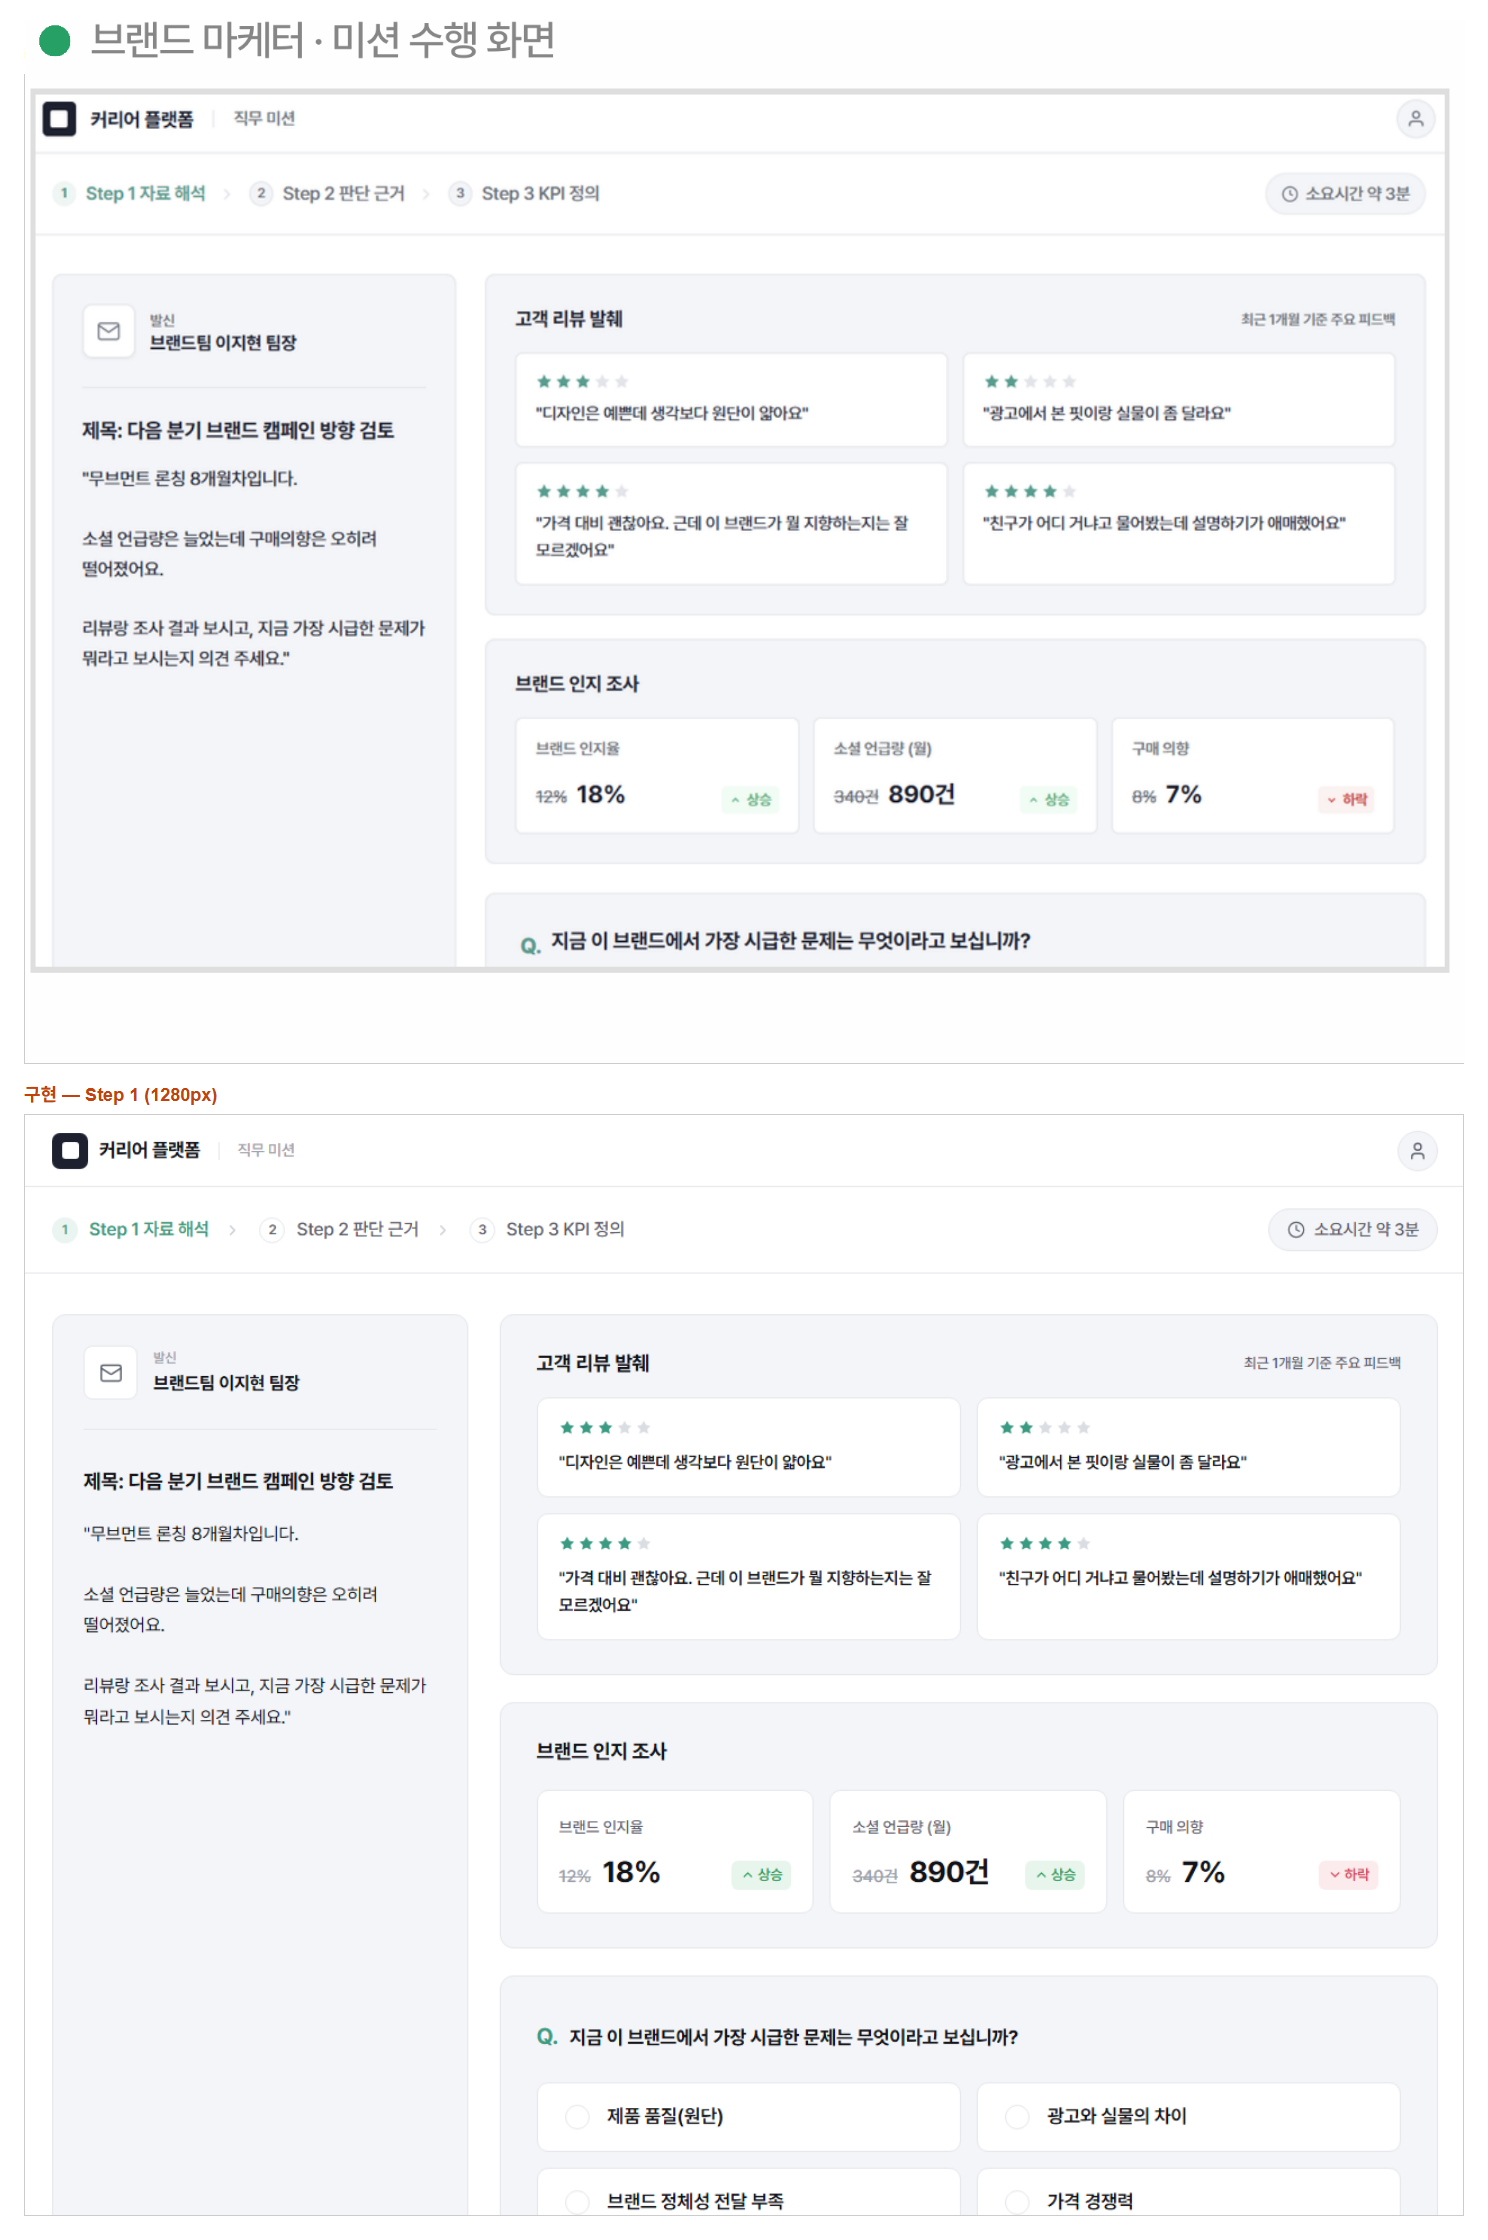 브랜드 마케터 · 미션 수행 화면
커리어 플랫폼 직무 미션
1 Step 1 자료 해석 2 Step 2 판단 근거 3 Step 3 KPI 정의 소요시간 약 3분
발신
브랜드팀 이지현 팀장
제목: 다음 분기 브랜드 캠페인 방향 검토
"무브먼트 론칭 8개월차입니다.
소셜 언급량은 늘었는데 구매의향은 오히려
떨어졌어요.
리뷰랑 조사 결과 보시고, 지금 가장 시급한 문제가
뭐라고 보시는지 의견 주세요."
고객 리뷰 발췌 최근 1개월 기준 주요 피드백
"디자인은 예쁜데 생각보다 원단이 얇아요"
"광고에서 본 핏이랑 실물이 좀 달라요"
"가격 대비 괜찮아요. 근데 이 브랜드가 뭘 지향하는지는 잘
모르겠어요"
"친구가 어디 거냐고 물어봤는데 설명하기가 애매했어요"
브랜드 인지 조사
브랜드 인지율
12% 18% 상승
소셜 언급량 (월)
340건 890건 상승
구매 의향
8% 7% 하락
Q. 지금 이 브랜드에서 가장 시급한 문제는 무엇이라고 보십니까?
구현 — Step 1 (1280px)
커리어 플랫폼 직무 미션
1 Step 1 자료 해석 2 Step 2 판단 근거 3 Step 3 KPI 정의 소요시간 약 3분
발신
브랜드팀 이지현 팀장
제목: 다음 분기 브랜드 캠페인 방향 검토
"무브먼트 론칭 8개월차입니다.
소셜 언급량은 늘었는데 구매의향은 오히려
떨어졌어요.
리뷰랑 조사 결과 보시고, 지금 가장 시급한 문제가
뭐라고 보시는지 의견 주세요."
고객 리뷰 발췌 최근 1개월 기준 주요 피드백
"디자인은 예쁜데 생각보다 원단이 얇아요"
"광고에서 본 핏이랑 실물이 좀 달라요"
"가격 대비 괜찮아요. 근데 이 브랜드가 뭘 지향하는지는 잘
모르겠어요"
"친구가 어디 거냐고 물어봤는데 설명하기가 애매했어요"
브랜드 인지 조사
브랜드 인지율
12% 18% 상승
소셜 언급량 (월)
340건 890건 상승
구매 의향
8% 7% 하락
Q. 지금 이 브랜드에서 가장 시급한 문제는 무엇이라고 보십니까?
제품 품질(원단)
광고와 실물의 차이
브랜드 정체성 전달 부족
가격 경쟁력